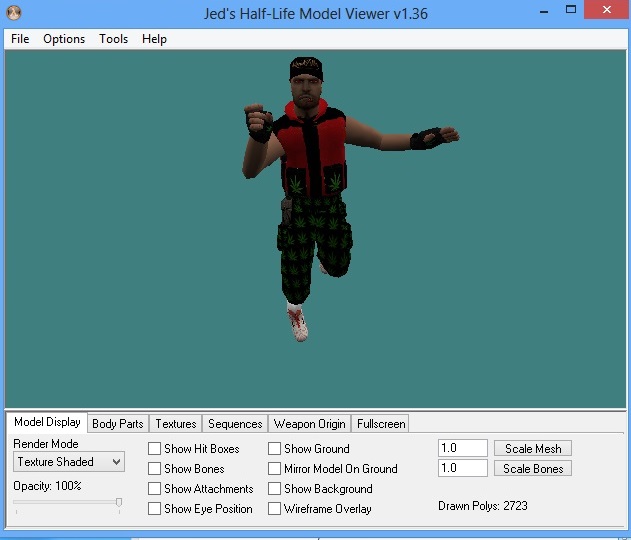 Jed's Half-Life Model Viewer v1.36
File Options Tools Help
Model Display Body Parts Textures Sequences Weapon Origin Fullscreen
Render Mode
Texture Shaded
Opacity: 100%
Show Hit Boxes
Show Bones
Show Attachments
Show Eye Position
Show Ground
Mirror Model On Ground
Show Background
Wireframe Overlay
1.0 Scale Mesh
1.0 Scale Bones
Drawn Polys: 2723